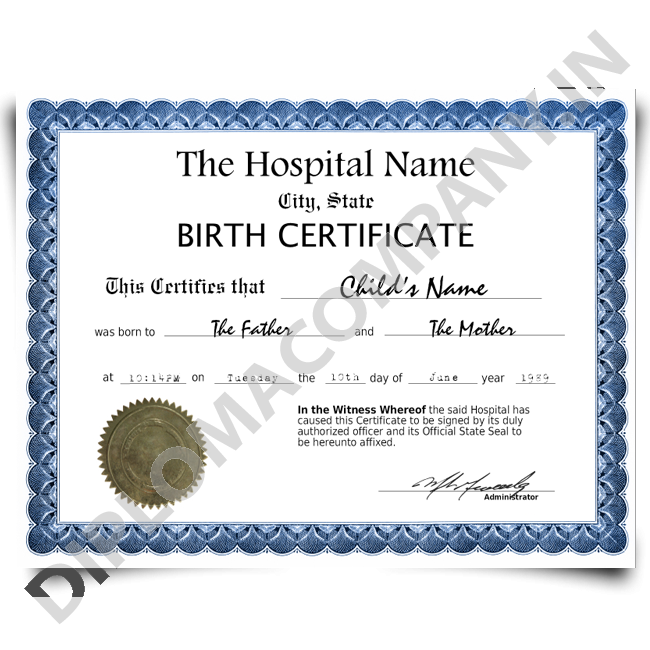 The Hospital Name
City, State
BIRTH CERTIFICATE
This Certifies that Child's Name
was born to The Father and The Mother
at 10:14PM on Tuesday the 10th day of June year 1989
In the Witness Whereof the said Hospital has
caused this Certificate to be signed by its duly
authorized officer and its Official State Seal to
be hereunto affixed.
Administrator
DIPLOMACOMPANY.IN